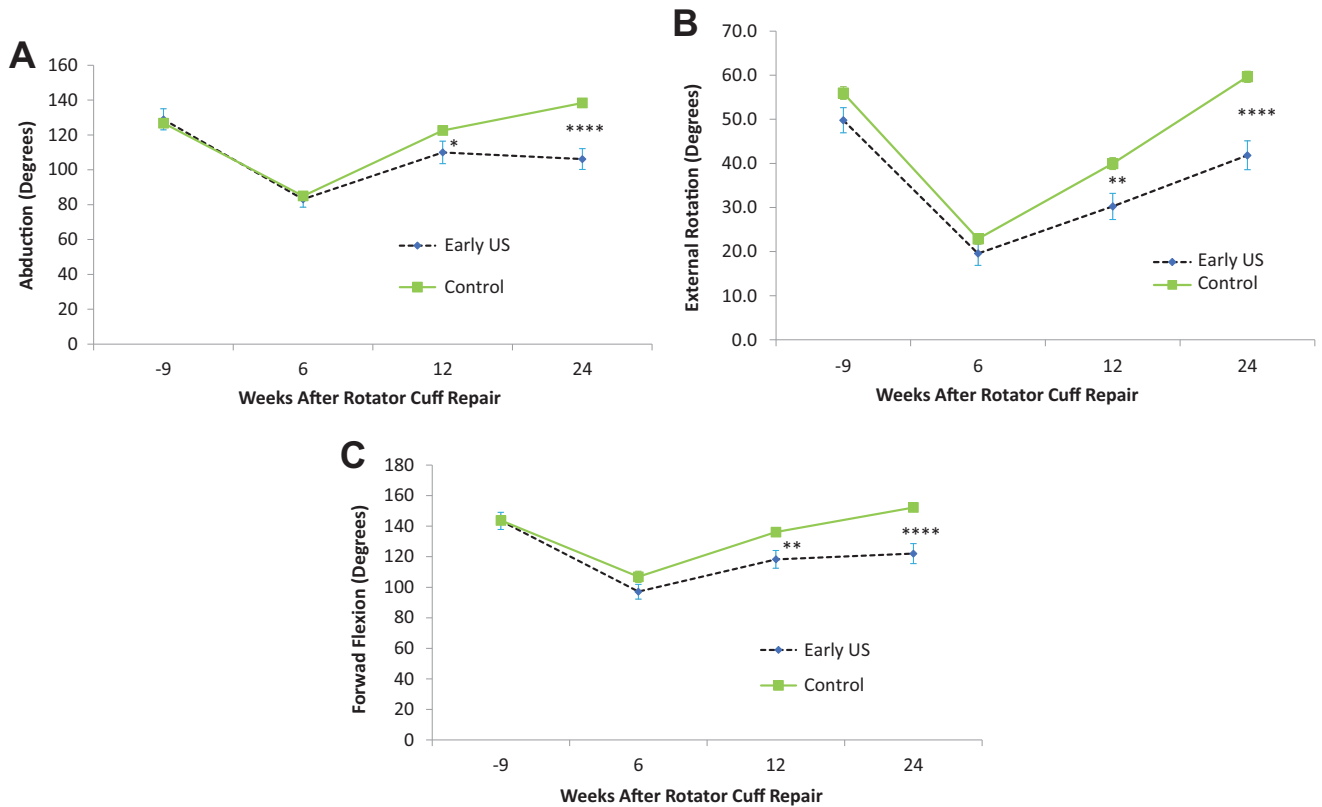 A
Abduction (Degrees)
160
140
120
100
80
60
40
20
0
*
****
Early US
Control
-9 6 12 24
Weeks After Rotator Cuff Repair
B
External Rotation (Degrees)
70.0
60.0
50.0
40.0
30.0
20.0
10.0
0.0
**
****
Early US
Control
-9 6 12 24
Weeks After Rotator Cuff Repair
C
Forwad Flexion (Degrees)
180
160
140
120
100
80
60
40
20
0
**
****
Early US
Control
-9 6 12 24
Weeks After Rotator Cuff Repair